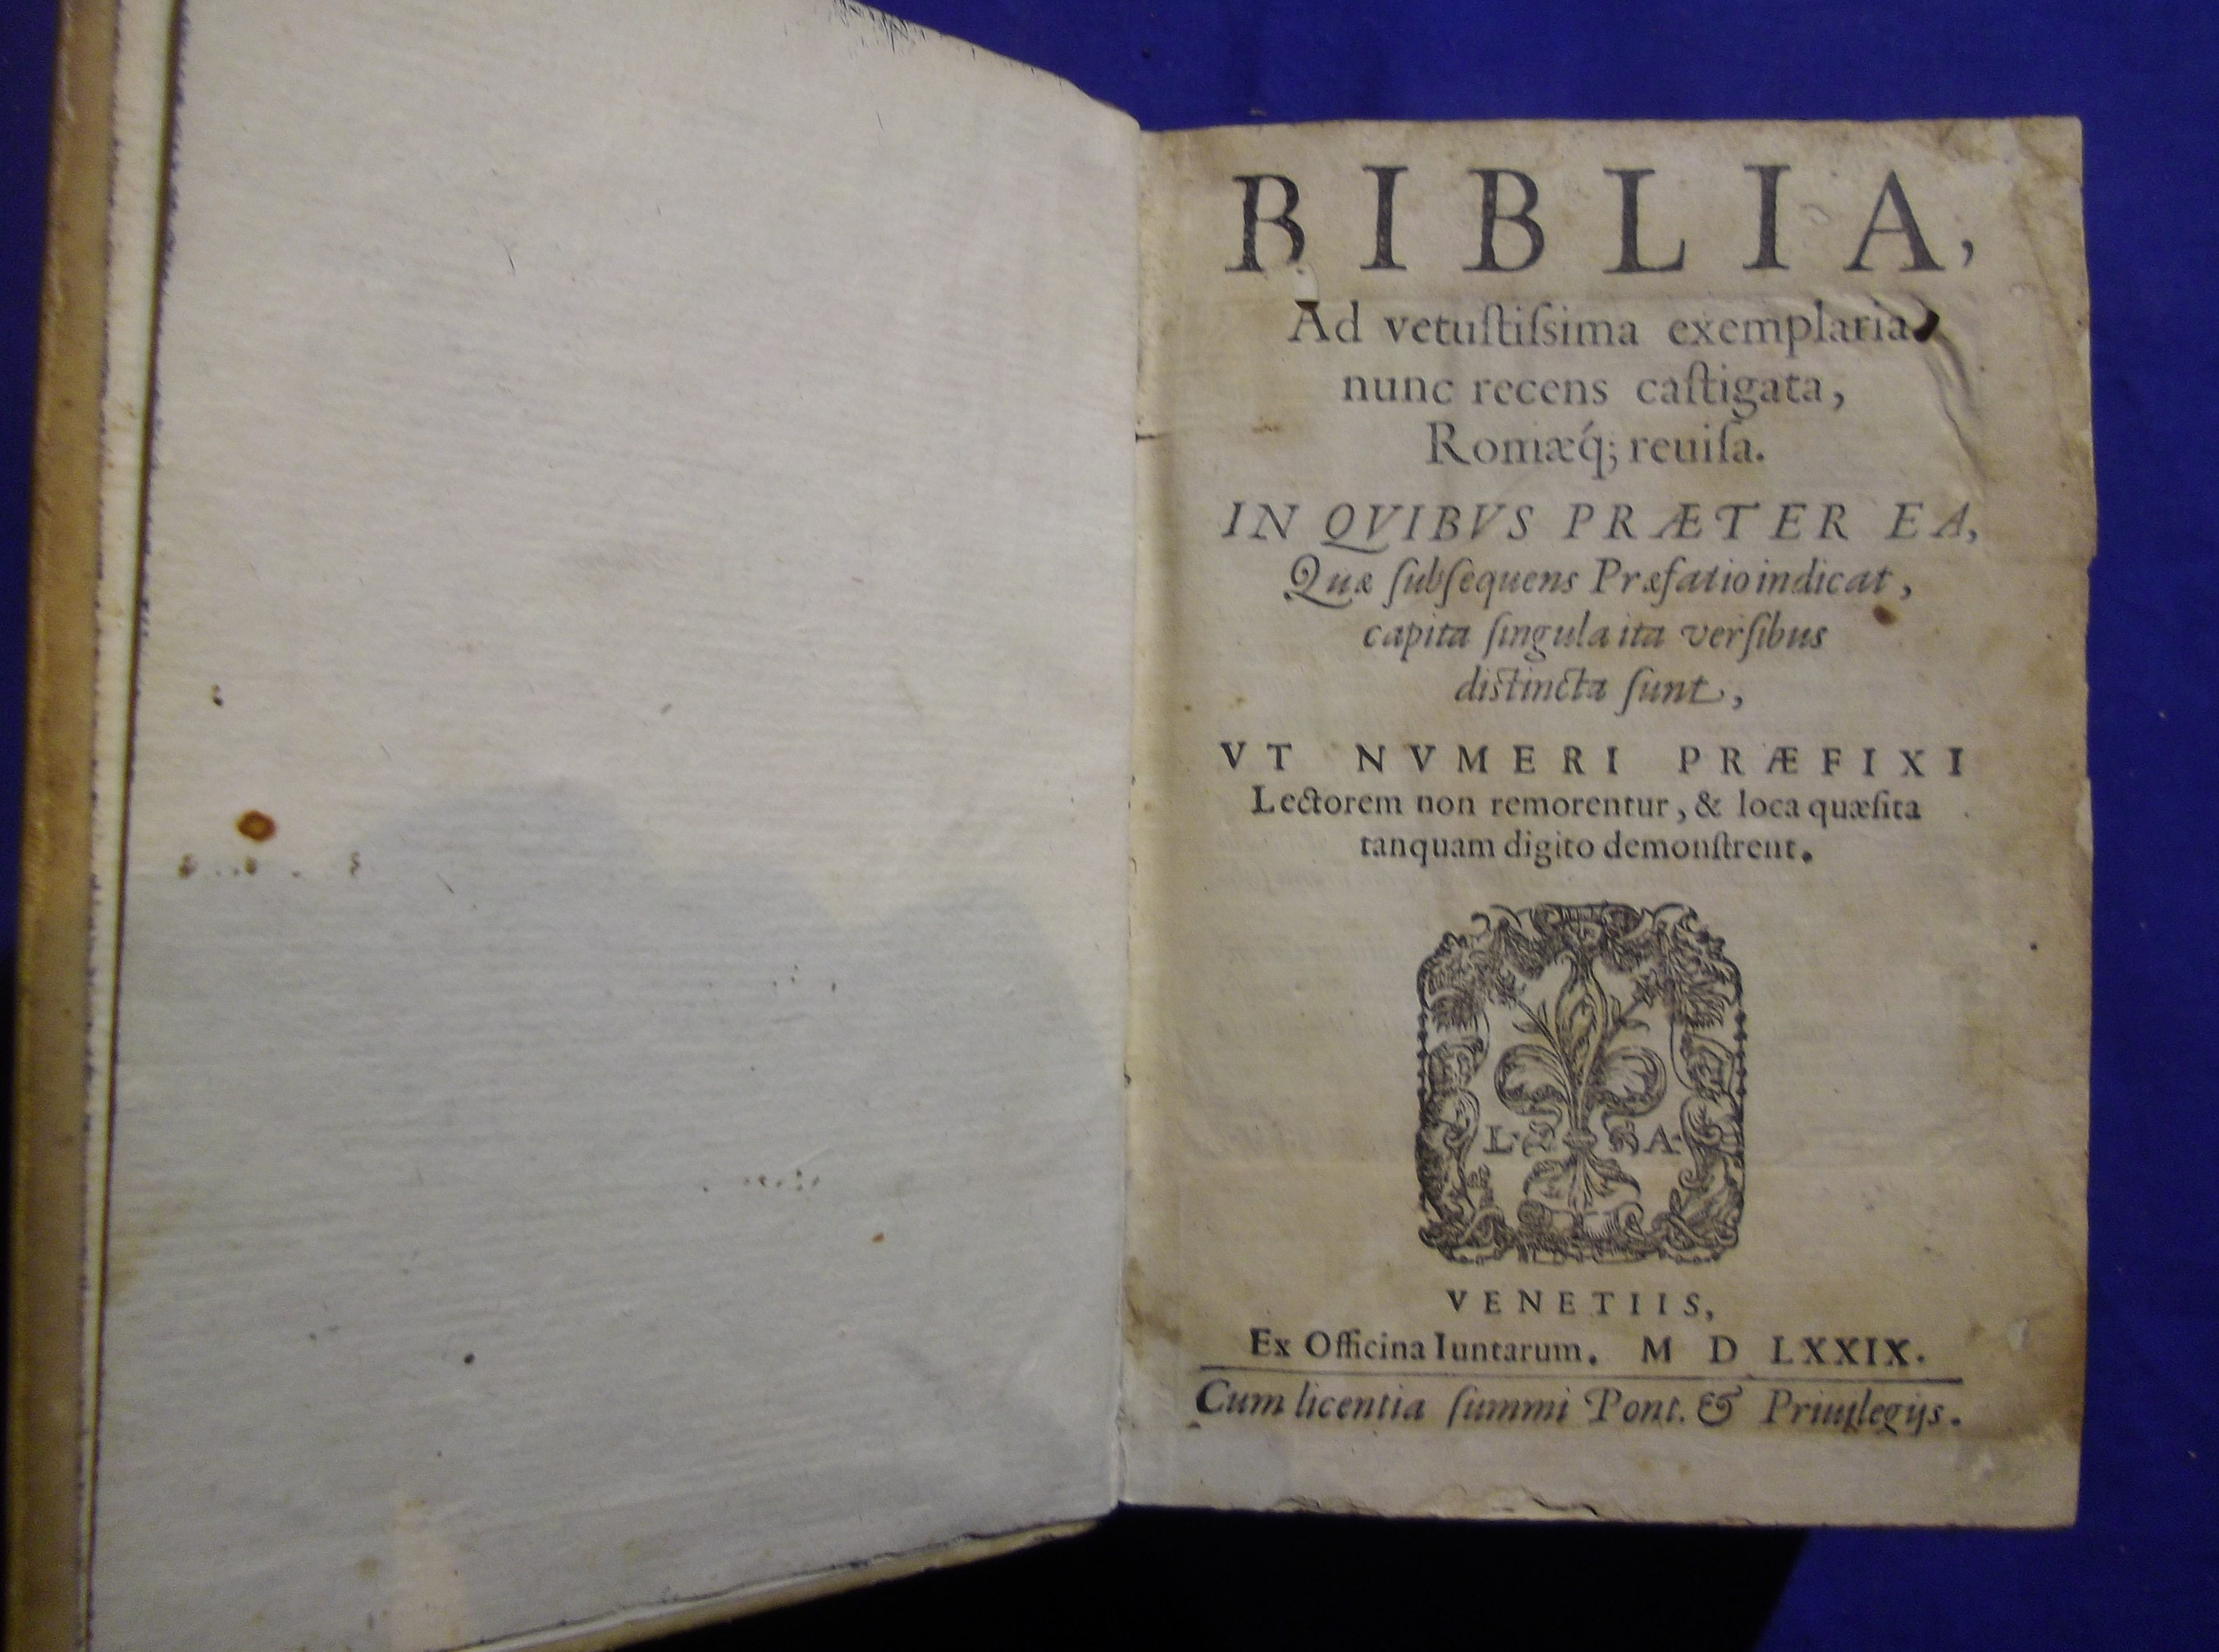 BIBLIA,
Ad vetuſtiſsima exemplaria
nunc recens caſtigata,
Romæq́; reuiſa.
IN QVIBVS PRÆTER EA,
Quæ ſubſequens Præfatio indicat,
capita ſingula ita verſibus
distincta ſunt,
VT NVMERI PRÆFIXI
Lectorem non remorentur, & loca quæſita
tanquam digito demonſtrent.
L A
VENETIIS,
Ex Officina Iuntarum. M D LXXIX.
Cum licentia ſummi Pont. & Priuilegijs.